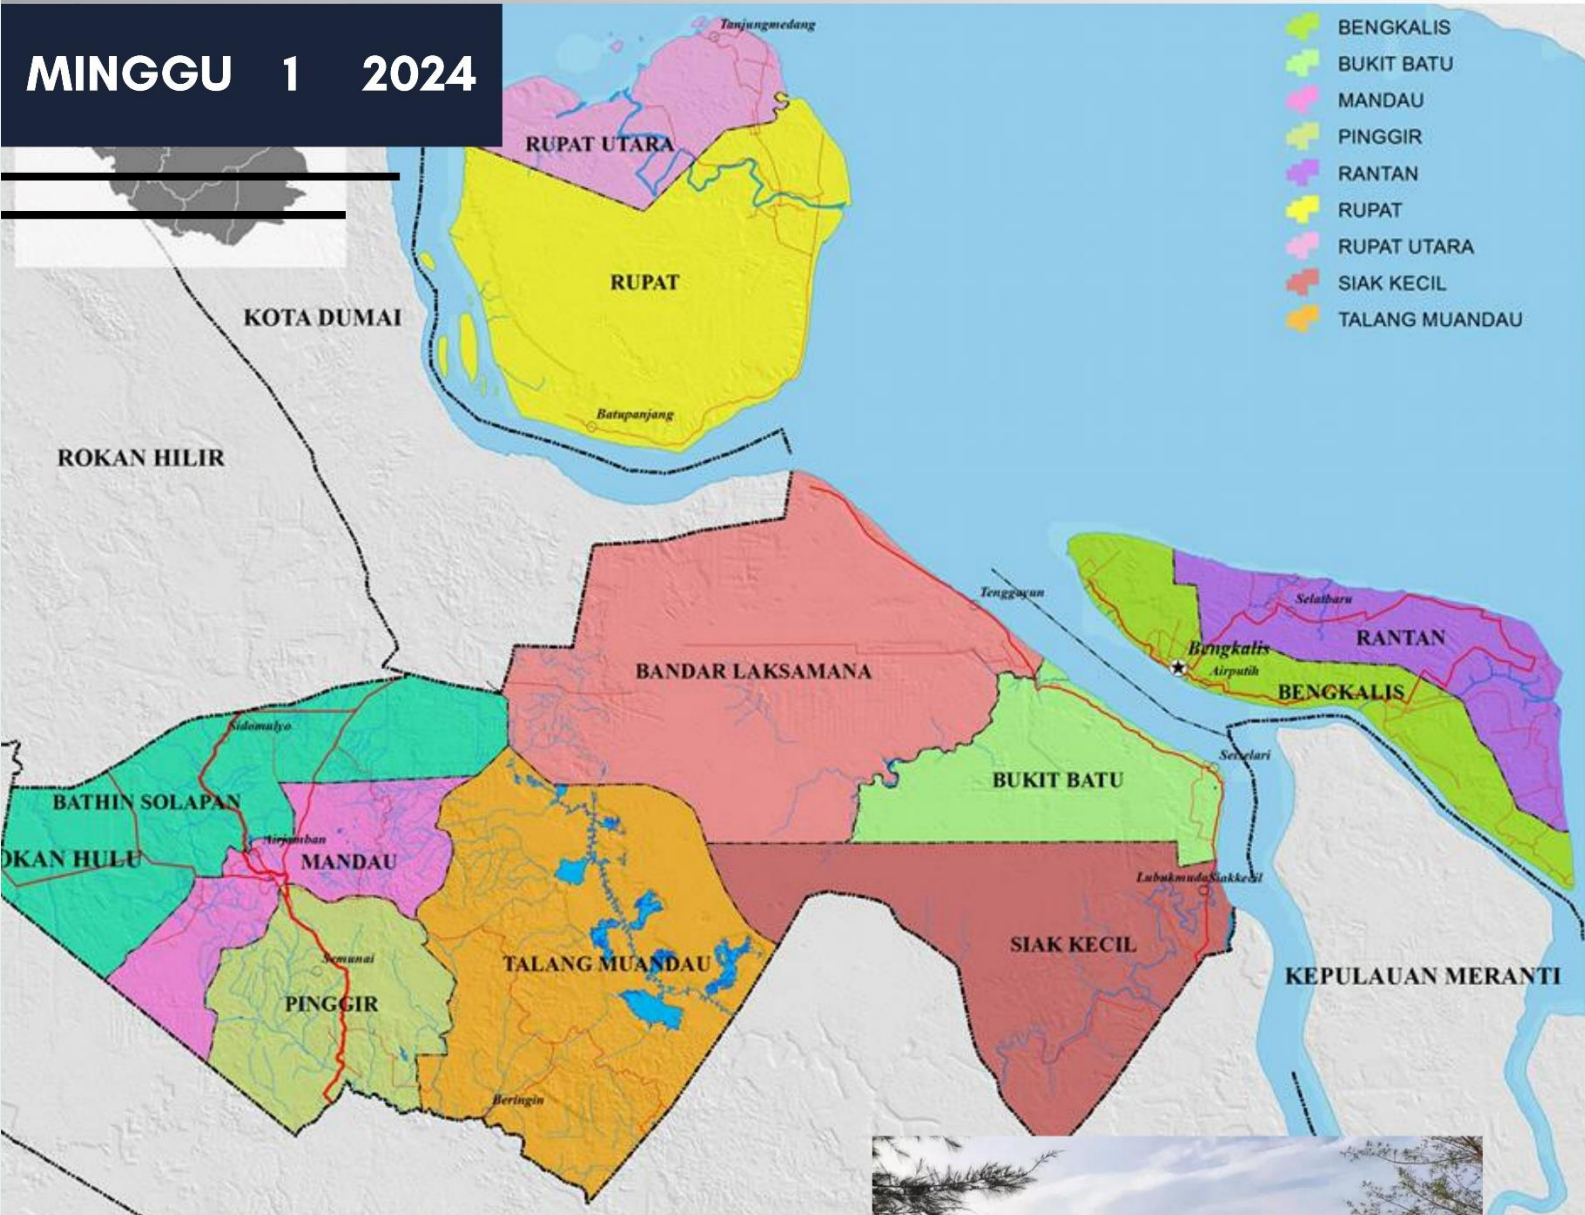 MINGGU 1 2024
Tanjungmedang
RUPAT UTARA
RUPAT
KOTA DUMAI
Batupanjang
ROKAN HILIR
BENGKALIS
BUKIT BATU
MANDAU
PINGGIR
RANTAN
RUPAT
RUPAT UTARA
SIAK KECIL
TALANG MUANDAU
Tenggayun
Selatbaru
RANTAN
Bengkalis
Airputih
BENGKALIS
BANDAR LAKSAMANA
Sidomulyo
BATHIN SOLAPAN
Airjamban
MANDAU
OKAN HULU
BUKIT BATU
Seiselari
Lubukmuda Siakkecil
SIAK KECIL
KEPULAUAN MERANTI
TALANG MUANDAU
Semunai
PINGGIR
Beringin